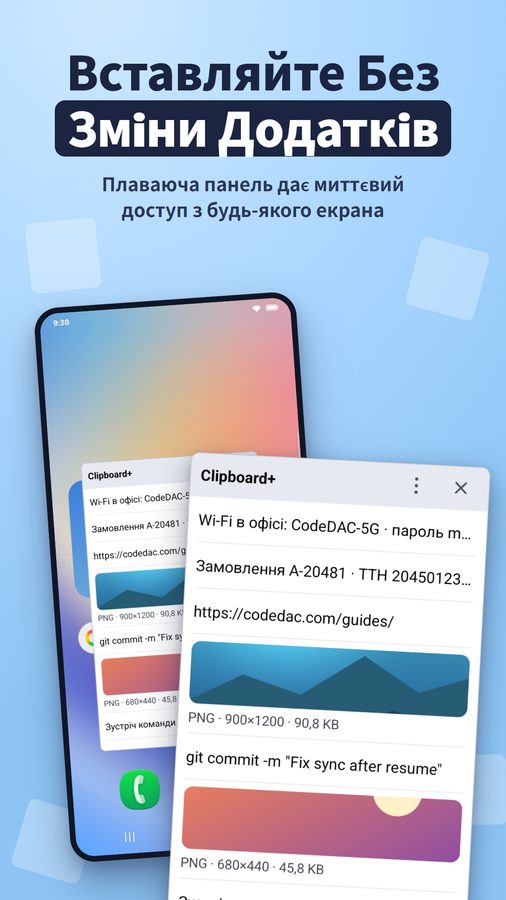 Вставляйте Без
Зміни Додатків
Плаваюча панель дає миттєвий
доступ з будь-якого екрана
9:30
Clipboard+
Wi-Fi в офісі: CodeDAC-5
Замовлення А-20481 ·
https://codedac.com/g
PNG · 900×1200 · 90,8 K
git commit -m "Fix sy
PNG · 680×440 · 45,8
Зустріч команди
Clipboard+
Wi-Fi в офісі: CodeDAC-5G · пароль m...
Замовлення А-20481 · ТТН 20450123...
https://codedac.com/guides/
PNG · 900×1200 · 90,8 KB
git commit -m "Fix sync after resume"
PNG · 680×440 · 45,8 KB